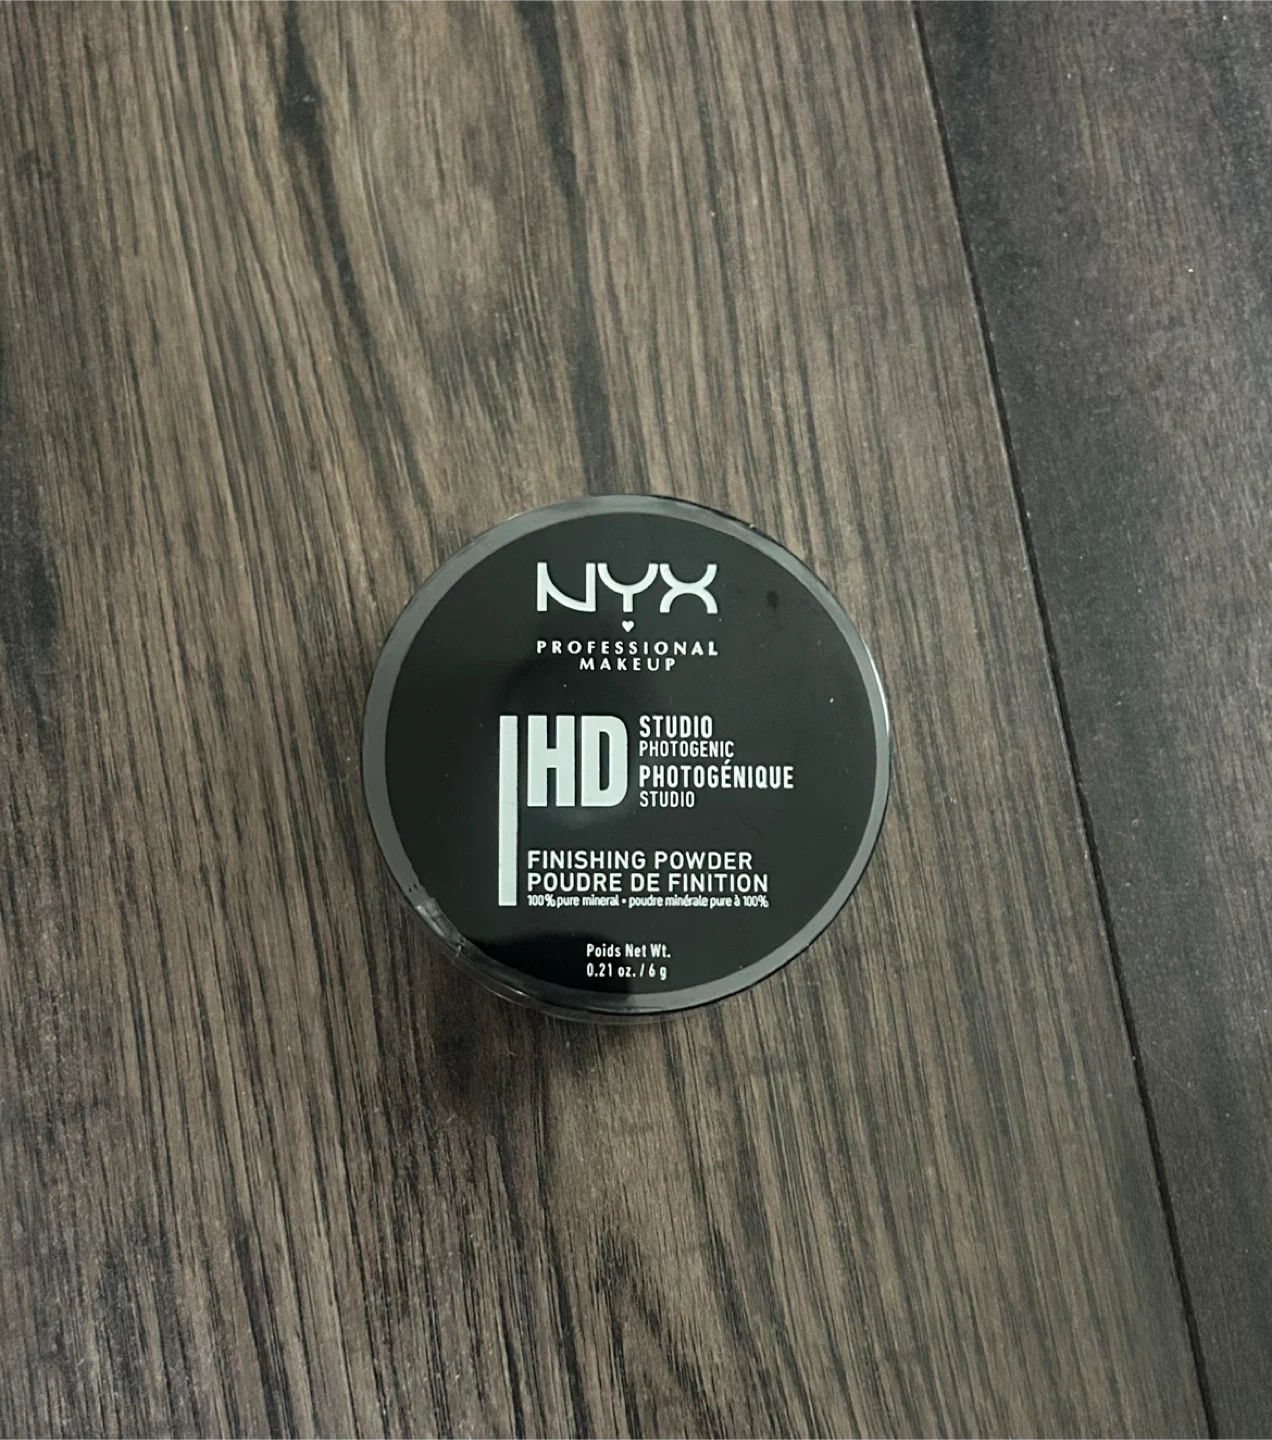 NYX
PROFESSIONAL
MAKEUP
HD
STUDIO
PHOTOGENIC
PHOTOGÉNIQUE
STUDIO
FINISHING POWDER
POUDRE DE FINITION
100% pure mineral • poudre minérale pure à 100%
Poids Net Wt.
0.21 oz. / 6 g